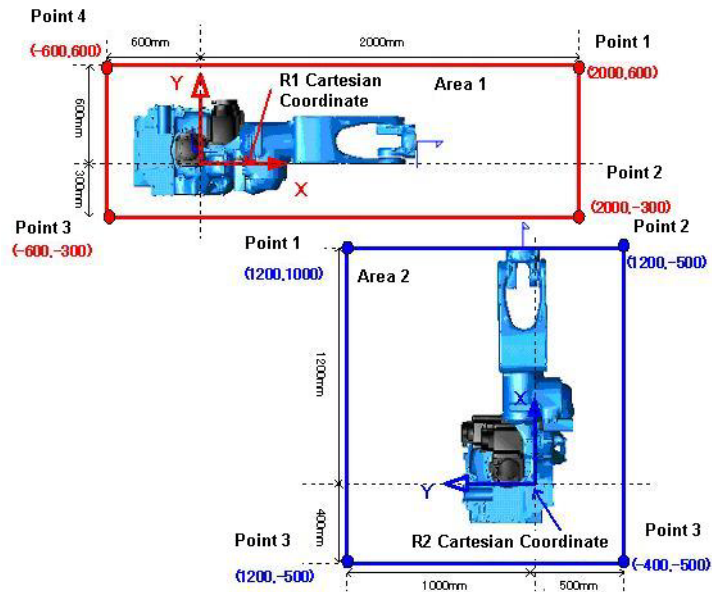 Point 4
(-600,600)
600mm
2000mm
Point 1
(2000,600)
Y
R1 Cartesian
Coordinate
Area 1
600mm
X
Point 2
300mm
(2000,-300)
Point 3
(-600,-300)
Point 1
(1200,1000)
Area 2
Point 2
(1200,-500)
1200mm
X
Y
400mm
Point 3
(1200,-500)
R2 Cartesian Coordinate
Point 3
(-400,-500)
1000mm
500mm